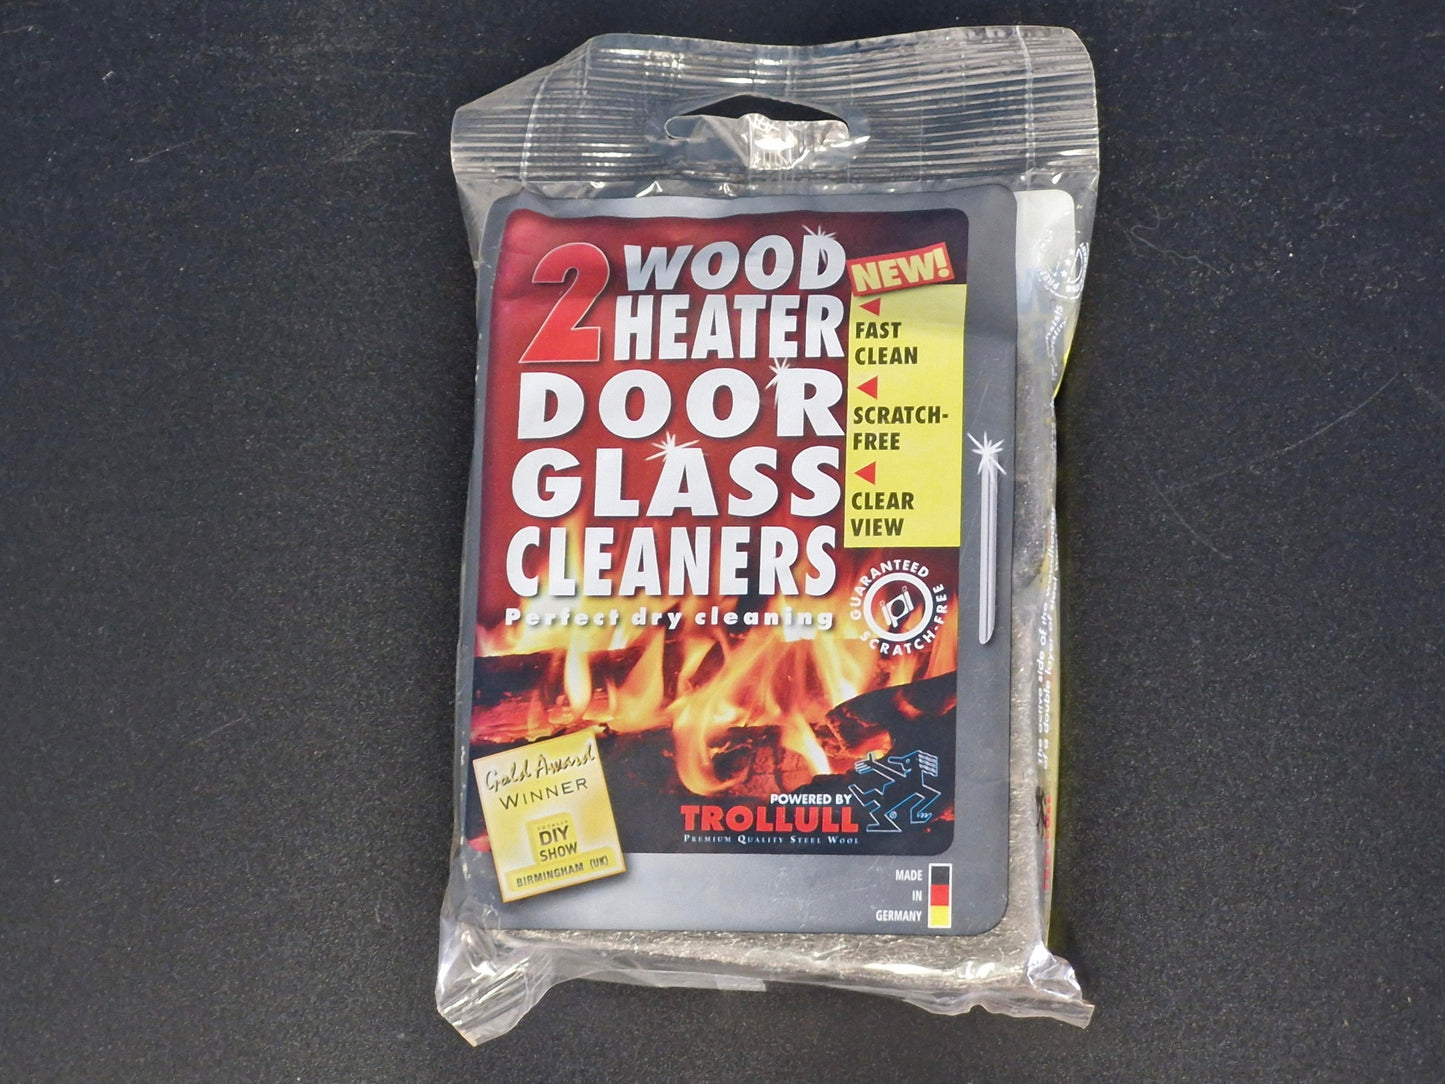 2 WOOD
HEATER
DOOR
GLASS
CLEANERS
Perfect dry cleaning
NEW!
FAST
CLEAN
SCRATCH-
FREE
CLEAR
VIEW
GUARANTEED
SCRATCH-FREE
Gold Award
WINNER
TOTALLY
DIY
SHOW
BIRMINGHAM (UK)
POWERED BY
TROLLULL
PREMIUM QUALITY STEEL WOOL
MADE
IN
GERMANY